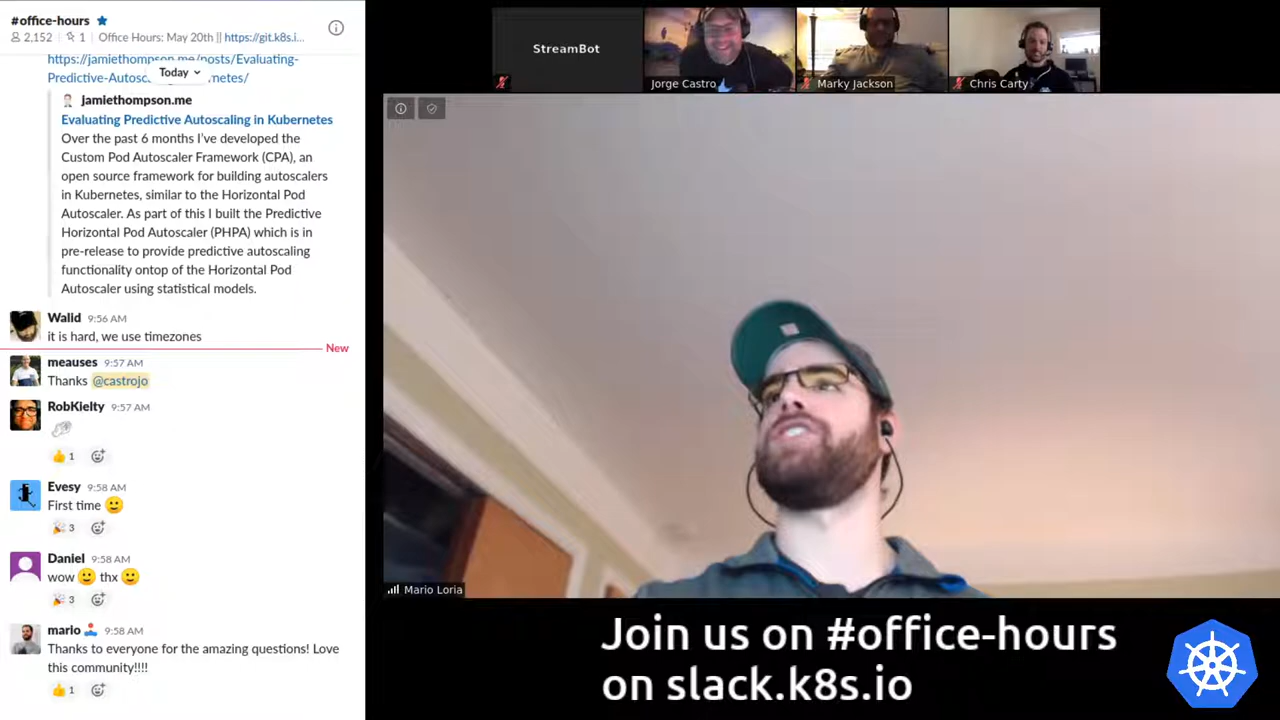 #office-hours
2,152 | 1 | Office Hours: May 20th || https://git.k8s.i...
https://jamiethompson.me/posts/Evaluating-
Predictive-Autosc
netes/
Today
jamiethompson.me
Evaluating Predictive Autoscaling in Kubernetes
Over the past 6 months I've developed the
Custom Pod Autoscaler Framework (CPA), an
open source framework for building autoscalers
in Kubernetes, similar to the Horizontal Pod
Autoscaler. As part of this I built the Predictive
Horizontal Pod Autoscaler (PHPA) which is in
pre-release to provide predictive autoscaling
functionality ontop of the Horizontal Pod
Autoscaler using statistical models.
Walid 9:56 AM
it is hard, we use timezones
New
meauses 9:57 AM
Thanks @castrojo
RobKielty 9:57 AM
1
Evesy 9:58 AM
First time
3
Daniel 9:58 AM
wow thx
3
mario 9:58 AM
Thanks to everyone for the amazing questions! Love
this community!!!!
1
StreamBot
Jorge Castro
Marky Jackson
Chris Carty
Mario Loria
Join us on #office-hours
on slack.k8s.io